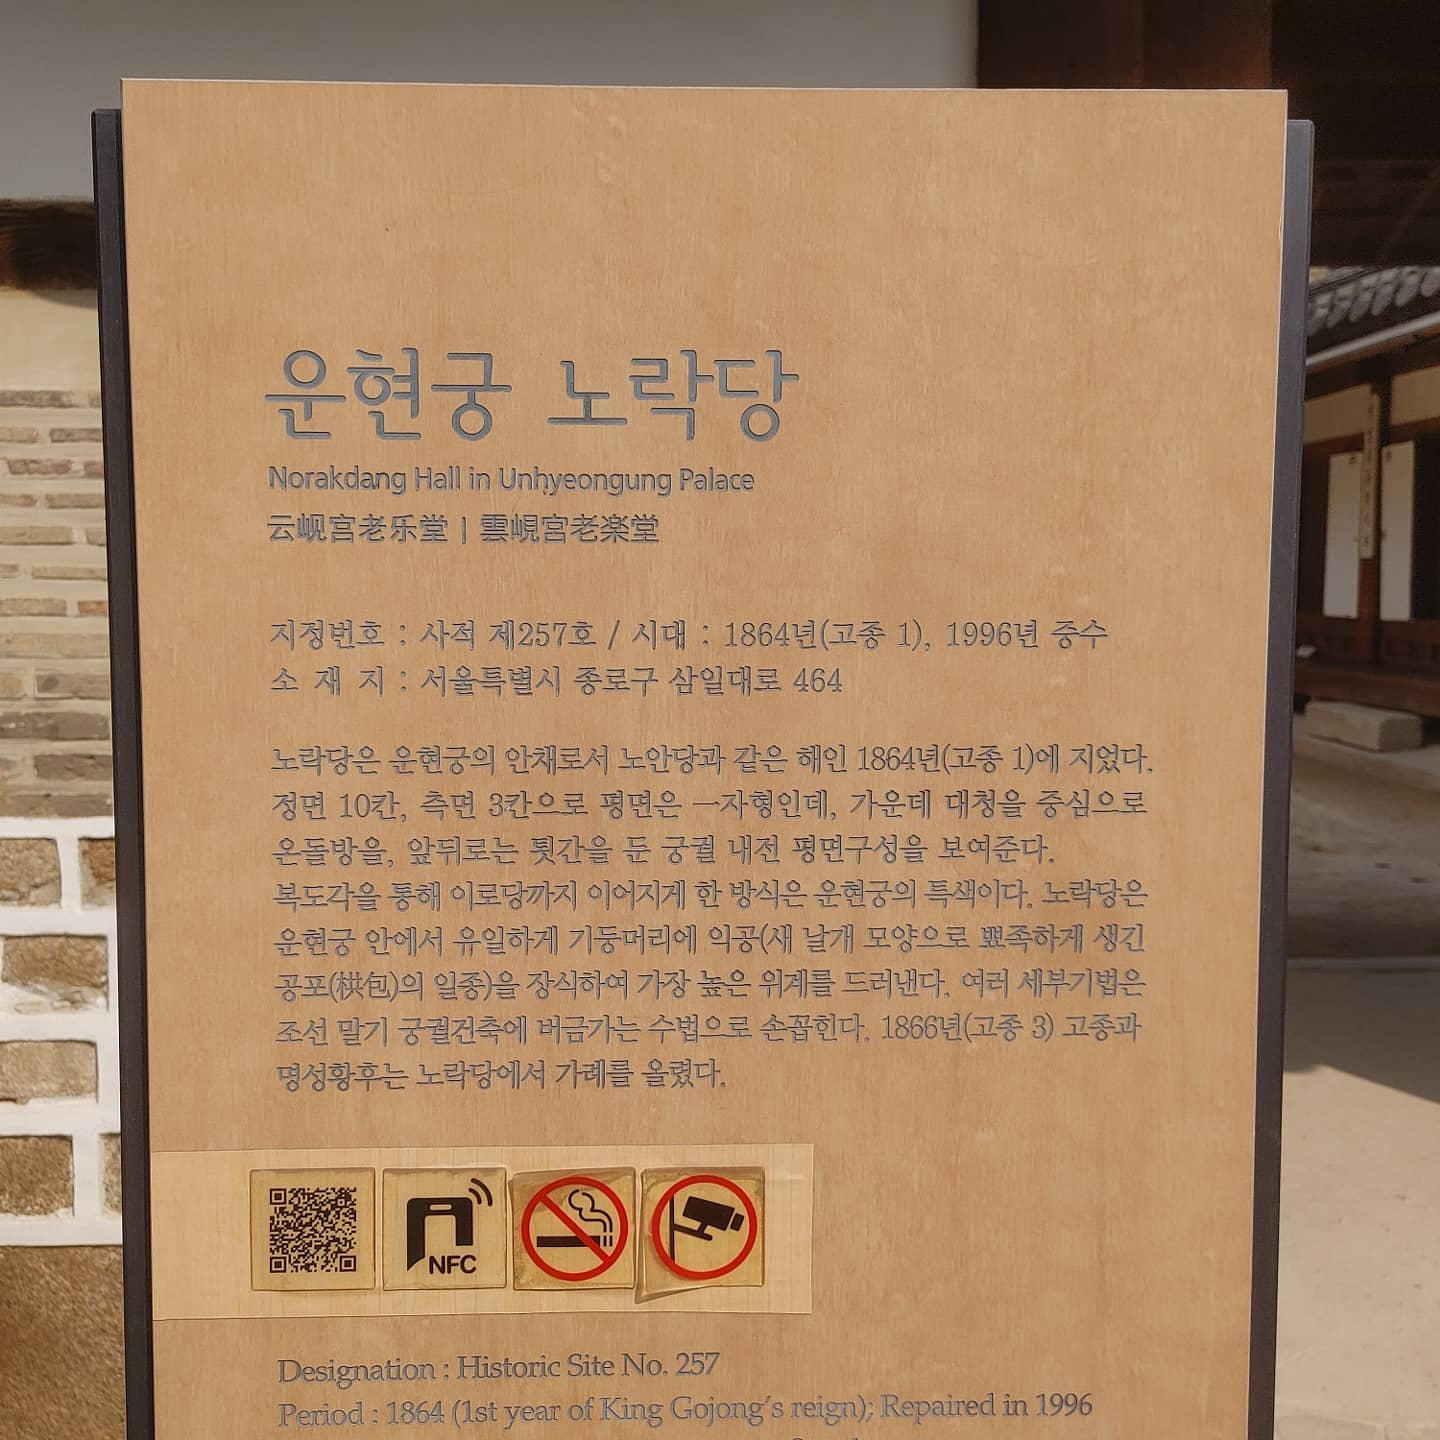 운현궁 노락당
Norakdang Hall in Unhyeongung Palace
云岘宫老乐堂 | 雲峴宮老楽堂
지정번호 : 사적 제257호 / 시대 : 1864년(고종 1), 1996년 중수
소 재 지 : 서울특별시 종로구 삼일대로 464
노락당은 운현궁의 안채로서 노안당과 같은 해인 1864년(고종 1)에 지었다.
정면 10칸, 측면 3칸으로 평면은 一자형인데, 가운데 대청을 중심으로
온돌방을, 앞뒤로는 툇간을 둔 궁궐 내전 평면구성을 보여준다.
복도각을 통해 이로당까지 이어지게 한 방식은 운현궁의 특색이다. 노락당은
운현궁 안에서 유일하게 기둥머리에 익공(새 날개 모양으로 뾰족하게 생긴
공포(栱包)의 일종)을 장식하여 가장 높은 위계를 드러낸다. 여러 세부기법은
조선 말기 궁궐건축에 버금가는 수법으로 손꼽힌다. 1866년(고종 3) 고종과
명성황후는 노락당에서 가례를 올렸다.
NFC
Designation : Historic Site No. 257
Period : 1864 (1st year of King Gojong's reign); Repaired in 1996